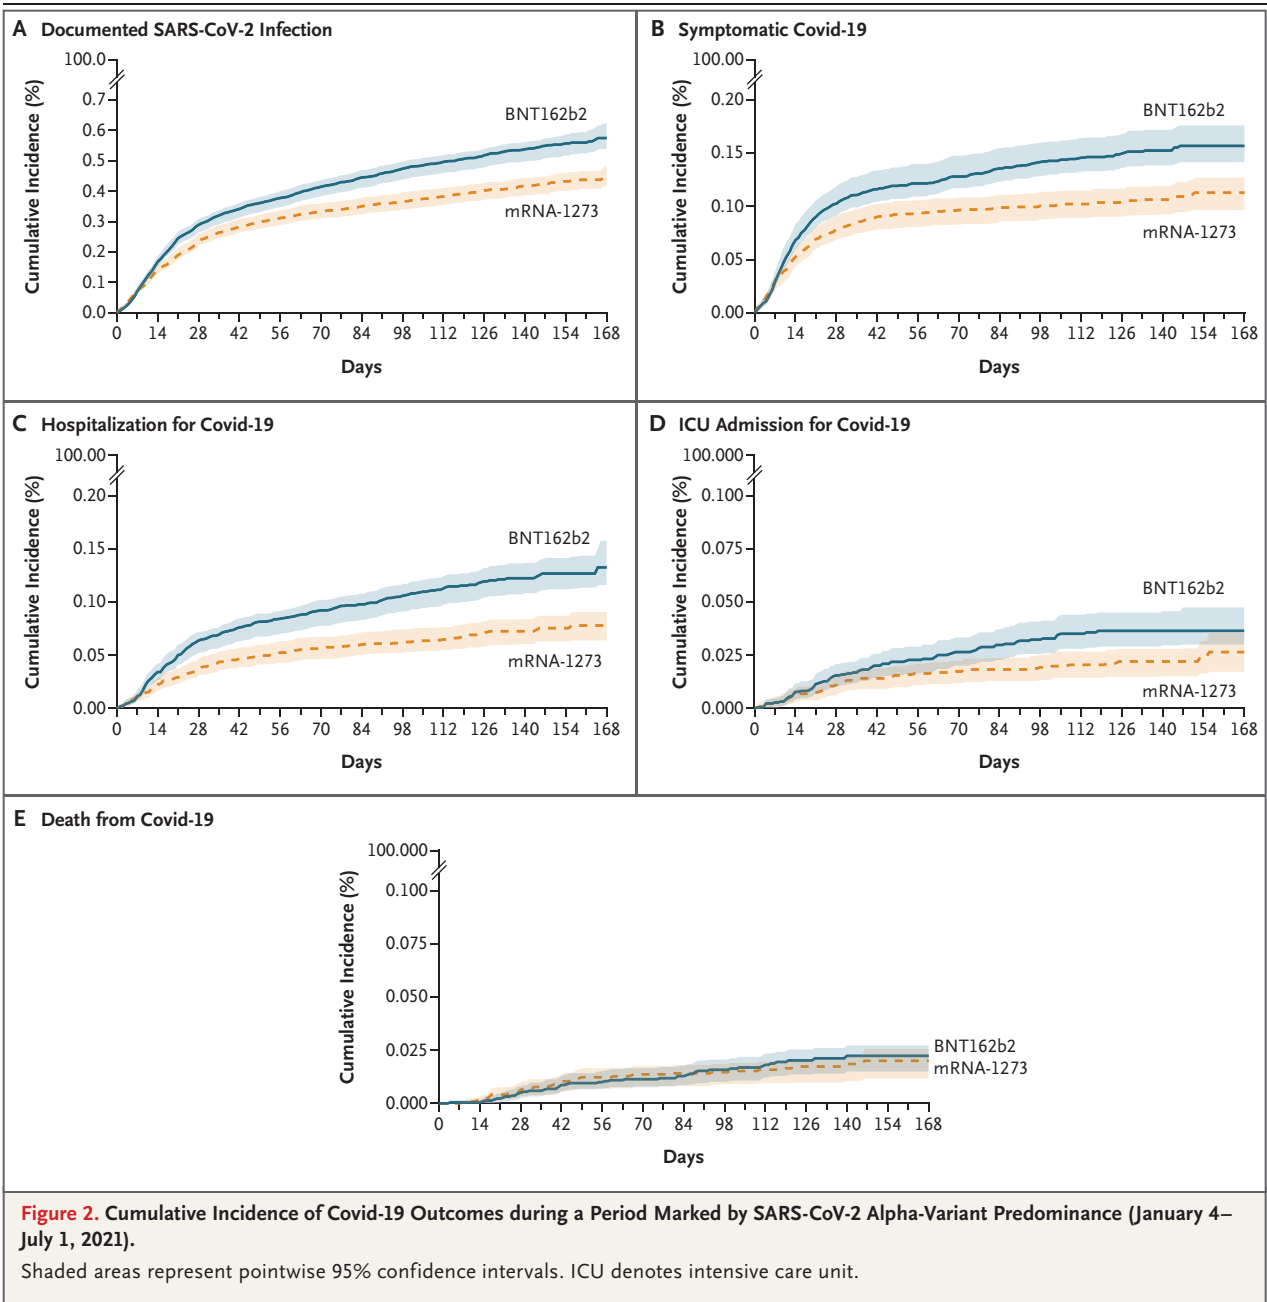 A Documented SARS-CoV-2 Infection
Cumulative Incidence (%)
100.0
0.7
0.6
0.5
0.4
0.3
0.2
0.1
0.0
BNT162b2
mRNA-1273
0 14 28 42 56 70 84 98 112 126 140 154 168
Days
B Symptomatic Covid-19
Cumulative Incidence (%)
100.00
0.20
0.15
0.10
0.05
0.00
BNT162b2
mRNA-1273
0 14 28 42 56 70 84 98 112 126 140 154 168
Days
C Hospitalization for Covid-19
Cumulative Incidence (%)
100.00
0.20
0.15
0.10
0.05
0.00
BNT162b2
mRNA-1273
0 14 28 42 56 70 84 98 112 126 140 154 168
Days
D ICU Admission for Covid-19
Cumulative Incidence (%)
100.000
0.100
0.075
0.050
0.025
0.000
BNT162b2
mRNA-1273
0 14 28 42 56 70 84 98 112 126 140 154 168
Days
E Death from Covid-19
Cumulative Incidence (%)
100.000
0.100
0.075
0.050
0.025
0.000
BNT162b2
mRNA-1273
0 14 28 42 56 70 84 98 112 126 140 154 168
Days
Figure 2. Cumulative Incidence of Covid-19 Outcomes during a Period Marked by SARS-CoV-2 Alpha-Variant Predominance (January 4–
July 1, 2021).
Shaded areas represent pointwise 95% confidence intervals. ICU denotes intensive care unit.